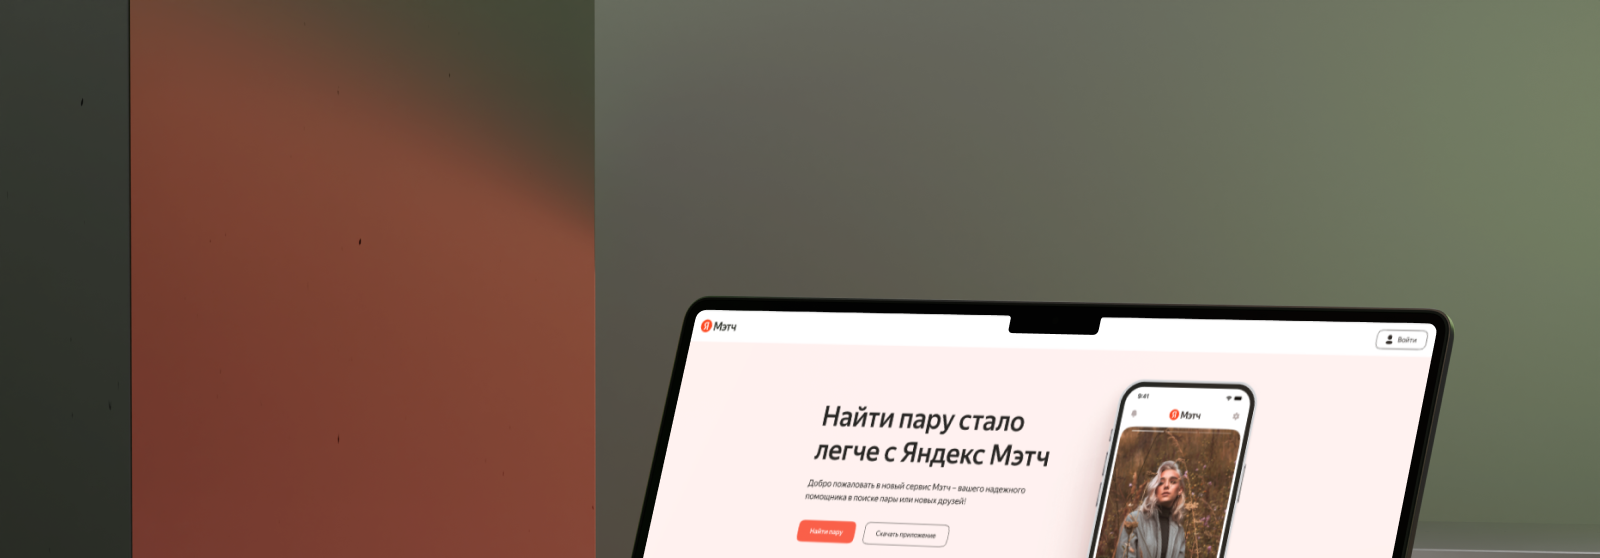 Я Мэтч
Войти
Найти пару стало
легче с Яндекс Мэтч
Добро пожаловать в новый сервис Мэтч – вашего надежного
помощника в поиске пары или новых друзей!
Найти пару
Скачать приложение
9:41
Я Мэтч